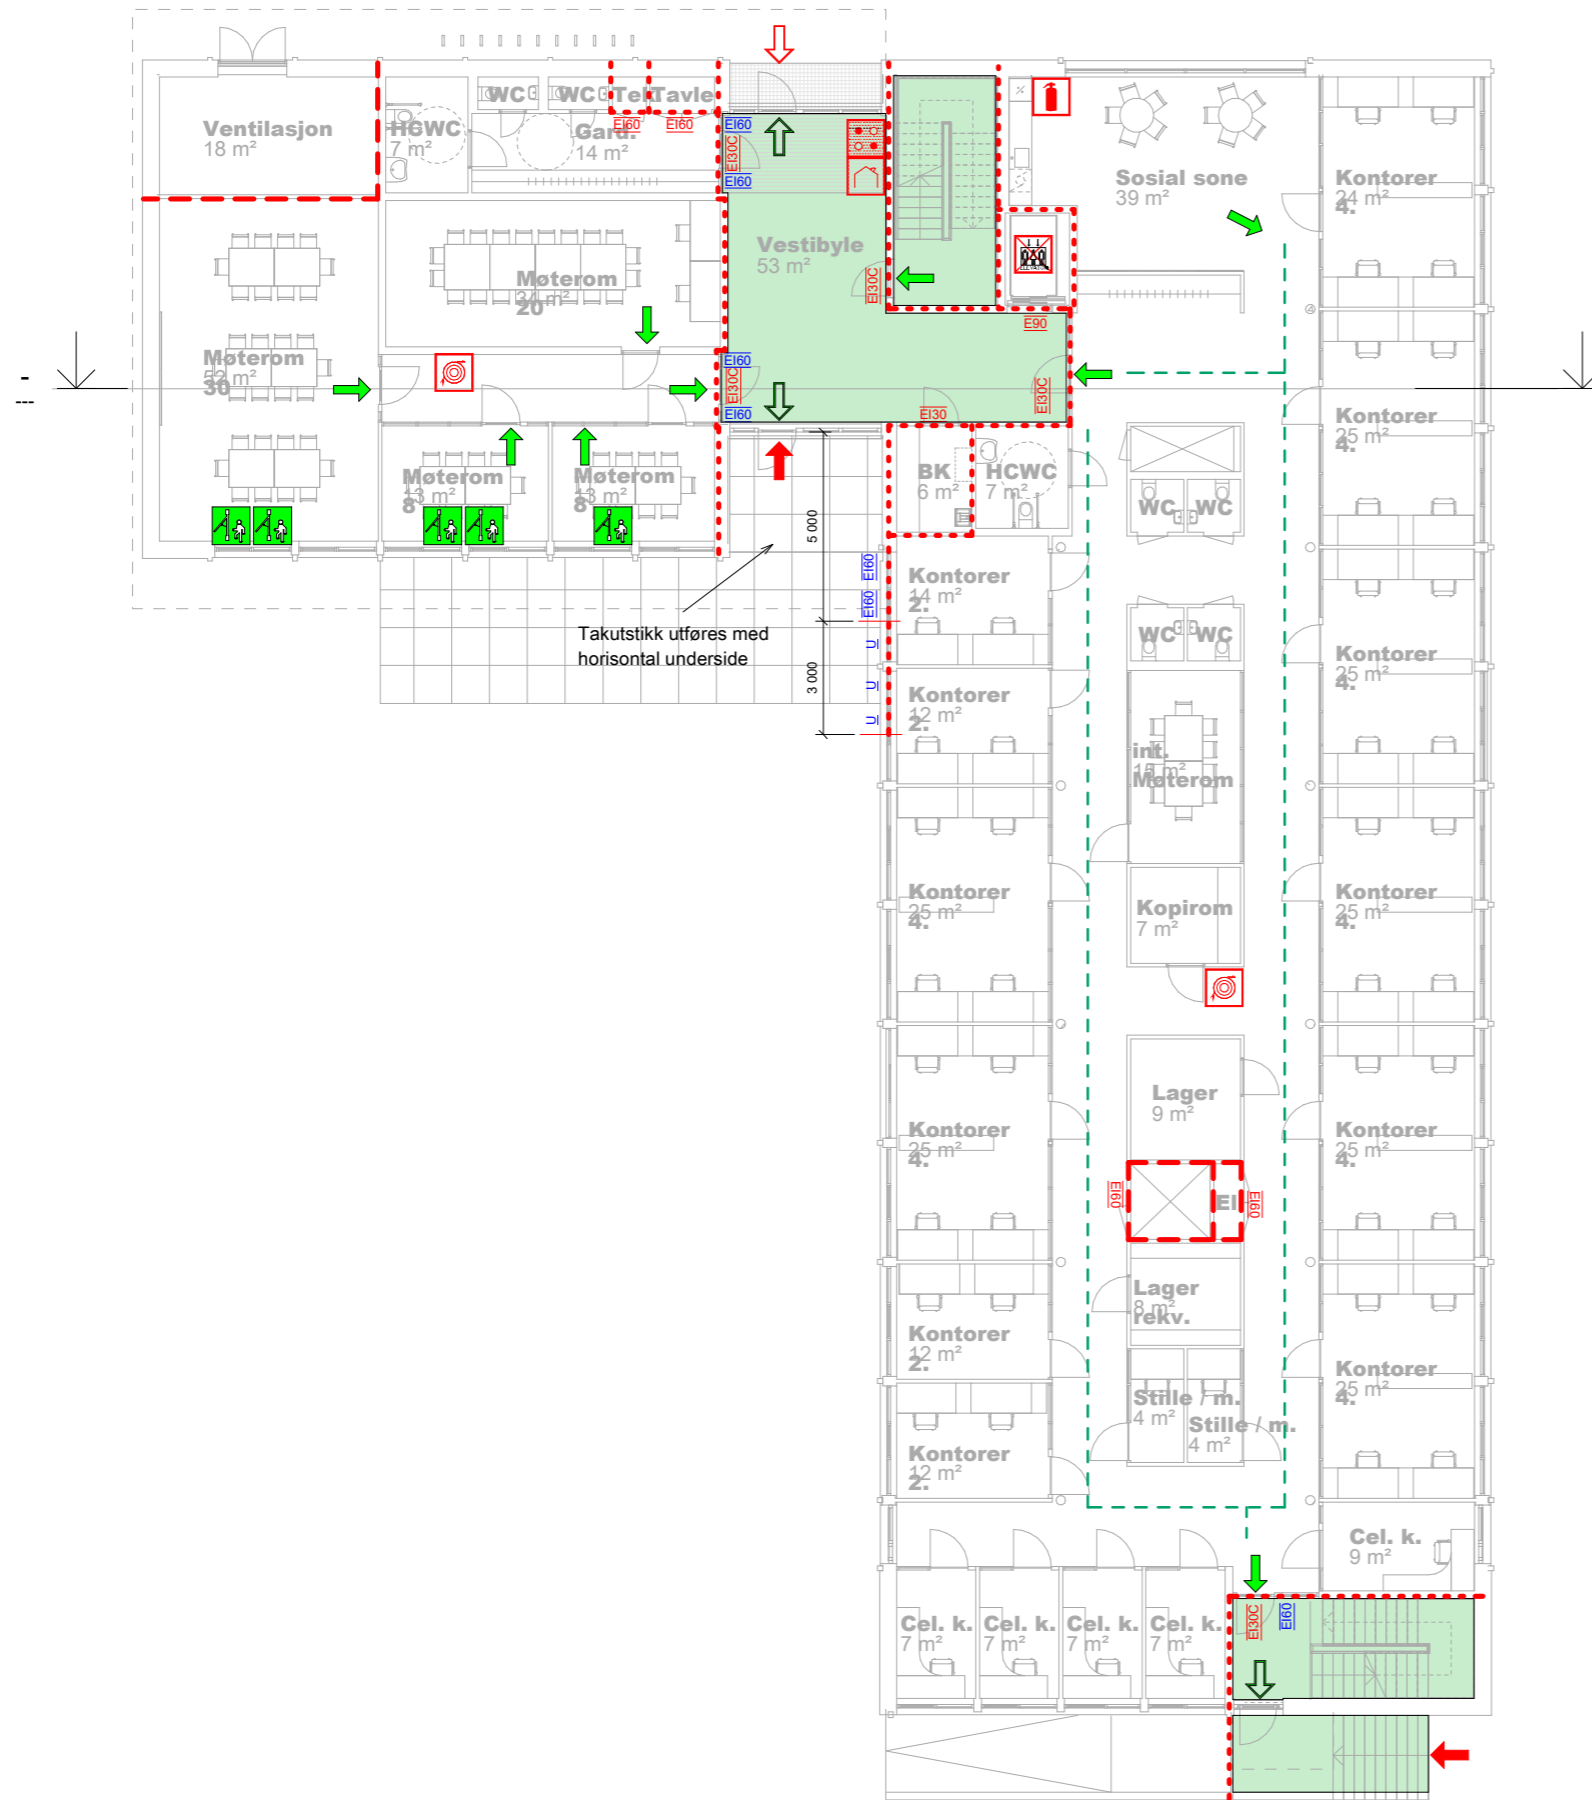 WC
WC
Tel
Tavle
Ventilasjon
18 m²
HCWC
7 m²
Gard.
14 m²
EI60
EI60
EI60
EI30C
EI60
Sosial sone
39 m²
Kontorer
24 m²
4.
Vestibyle
53 m²
EI30C
Møterom
34 m²
20
E90
Møterom
52 m²
30
-
---
EI60
EI30C
EI60
EI30
EI30C
Kontorer
25 m²
4.
Møterom
13 m²
8
Møterom
13 m²
8
BK
6 m²
HCWC
7 m²
WC
WC
5 000
EI60
EI60
Kontorer
14 m²
2.
Takutstikk utføres med
horisontal underside
WC
WC
Kontorer
25 m²
4.
U
U
U
3 000
Kontorer
12 m²
2.
int.
15 m²
Møterom
Kontorer
25 m²
4.
Kopirom
7 m²
Kontorer
25 m²
4.
Lager
9 m²
Kontorer
25 m²
4.
Kontorer
25 m²
4.
EI60
El
EI60
Lager
8 m²
rekv.
Kontorer
12 m²
2.
Kontorer
25 m²
4.
Stille / m.
4 m²
Stille / m.
4 m²
Kontorer
12 m²
2.
Cel. k.
9 m²
Cel. k.
7 m²
Cel. k.
7 m²
Cel. k.
7 m²
Cel. k.
7 m²
EI30C
EI60